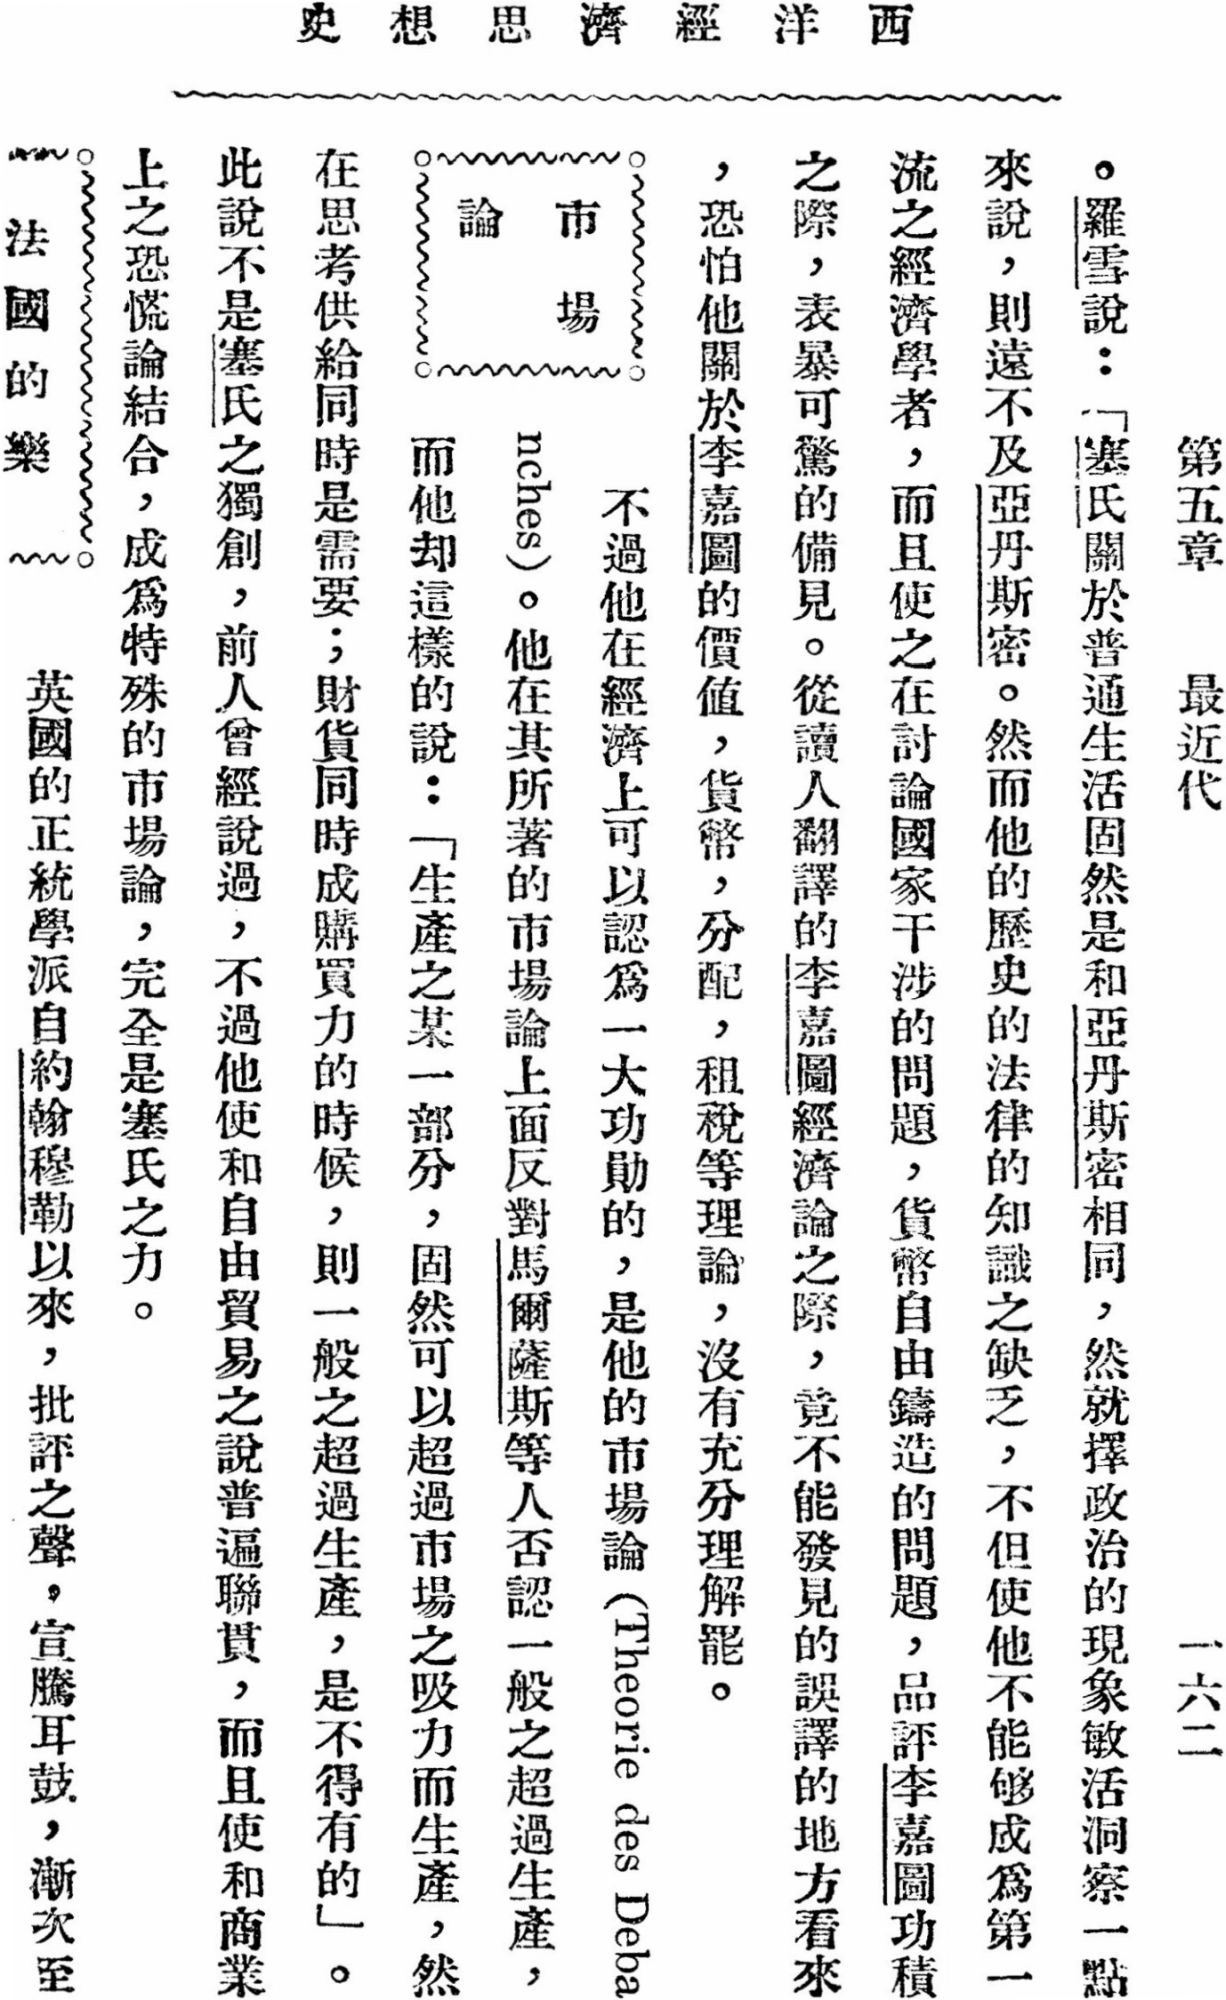 西洋經濟思想史
第五章　最近代　一六二
。羅雪說：「塞氏關於普通生活固然是和亞丹斯密相同，然就擇政治的現象敏活洞察一點
來說，則遠不及亞丹斯密。然而他的歷史的法律的知識之缺乏，不但使他不能够成爲第一
流之經濟學者，而且使之在討論國家干涉的問題，貨幣自由鑄造的問題，品評李嘉圖功積
之際，表暴可驚的備見。從讀人翻譯的李嘉圖經濟論之際，竟不能發見的誤譯的地方看來
，恐怕他關於李嘉圖的價值，貨幣，分配，租稅等理論，沒有充分理解罷。
市場
論
不過他在經濟上可以認爲一大功勛的，是他的市場論（Theorie des Deba
nches)。他在其所著的市場論上面反對馬爾薩斯等人否認一般之超過生產，
而他却這樣的說：「生產之某一部分，固然可以超過市場之吸力而生產，然
在思考供給同時是需要；財貨同時成購買力的時候，則一般之超過生產，是不得有的」。
此說不是塞氏之獨創，前人曾經說過，不過他使和自由貿易之說普遍聯貫，而且使和商業
上之恐慌論結合，成爲特殊的市場論，完全是塞氏之力。
法國的樂
英國的正統學派自約翰穆勒以來，批評之聲，宣騰耳鼓，漸次至